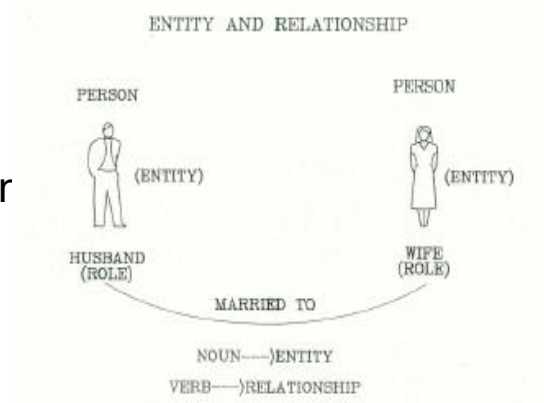 ENTITY AND RELATIONSHIP
PERSON PERSON
(ENTITY) (ENTITY)
r
HUSBAND WIFE
(ROLE) (ROLE)
MARRIED TO
NOUN---->ENTITY
VERB---->RELATIONSHIP